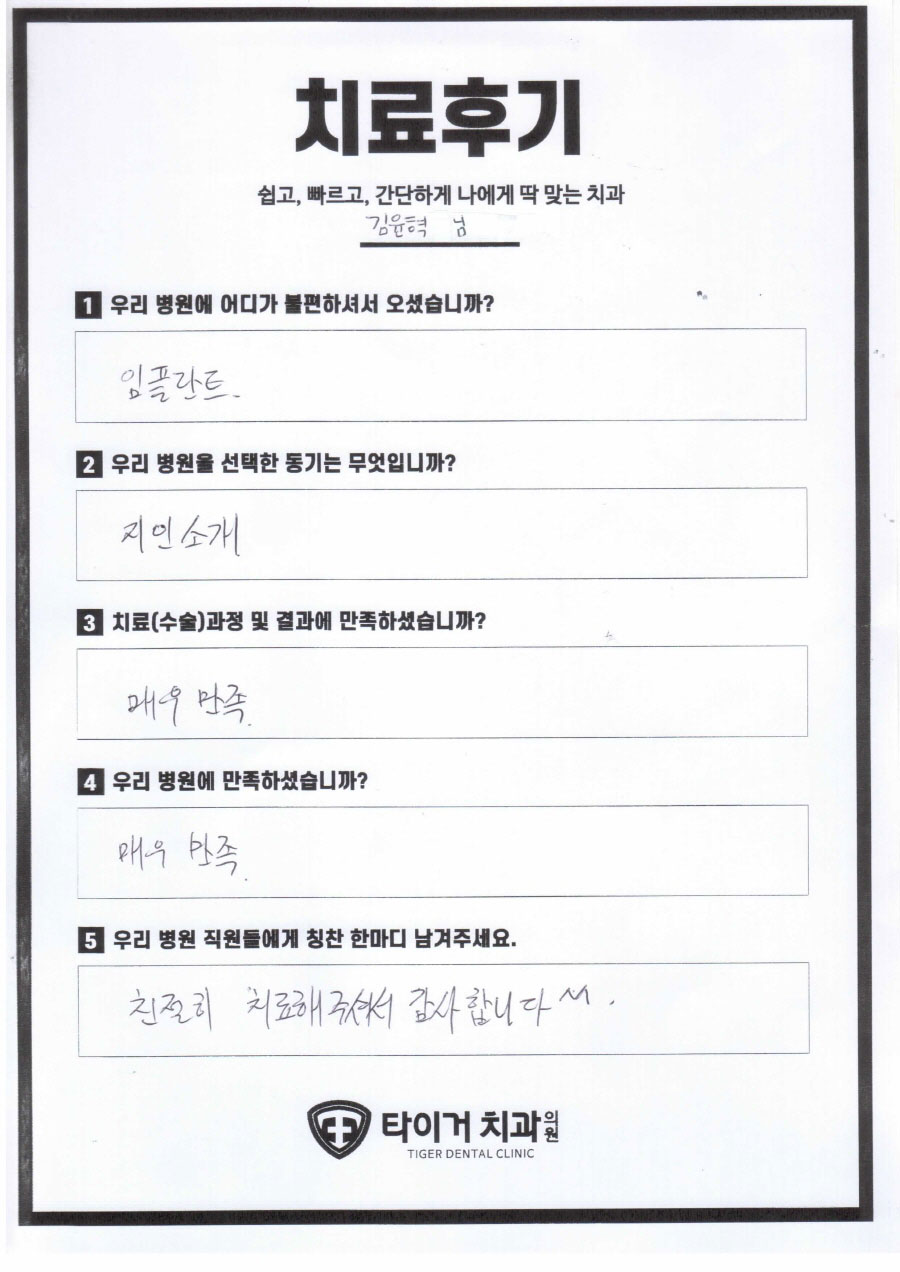 치료후기
쉽고, 빠르고, 간단하게 나에게 딱 맞는 치과
김윤혁 님
1 우리 병원에 어디가 불편하셔서 오셨습니까?
임플란트.
2 우리 병원을 선택한 동기는 무엇입니까?
지인소개
3 치료(수술)과정 및 결과에 만족하셨습니까?
매우 만족.
4 우리 병원에 만족하셨습니까?
매우 만족.
5 우리 병원 직원들에게 칭찬 한마디 남겨주세요.
친절히 치료해주셔서 감사합니다 ^^.
타이거 치과의원
TIGER DENTAL CLINIC